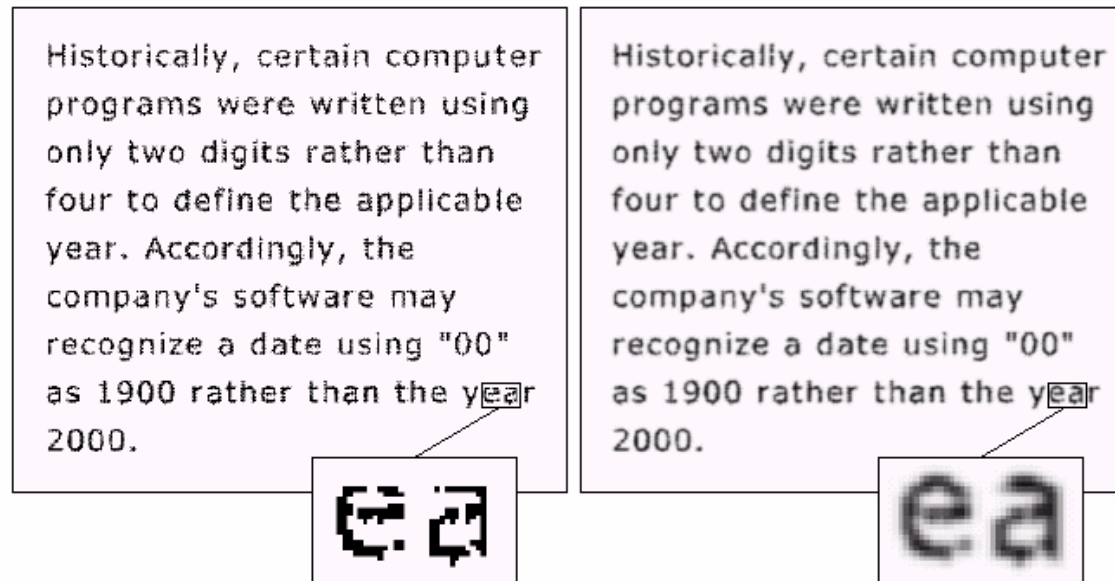 Historically, certain computer
programs were written using
only two digits rather than
four to define the applicable
year. Accordingly, the
company's software may
recognize a date using "00"
as 1900 rather than the year
2000.
ea
Historically, certain computer
programs were written using
only two digits rather than
four to define the applicable
year. Accordingly, the
company's software may
recognize a date using "00"
as 1900 rather than the year
2000.
ea